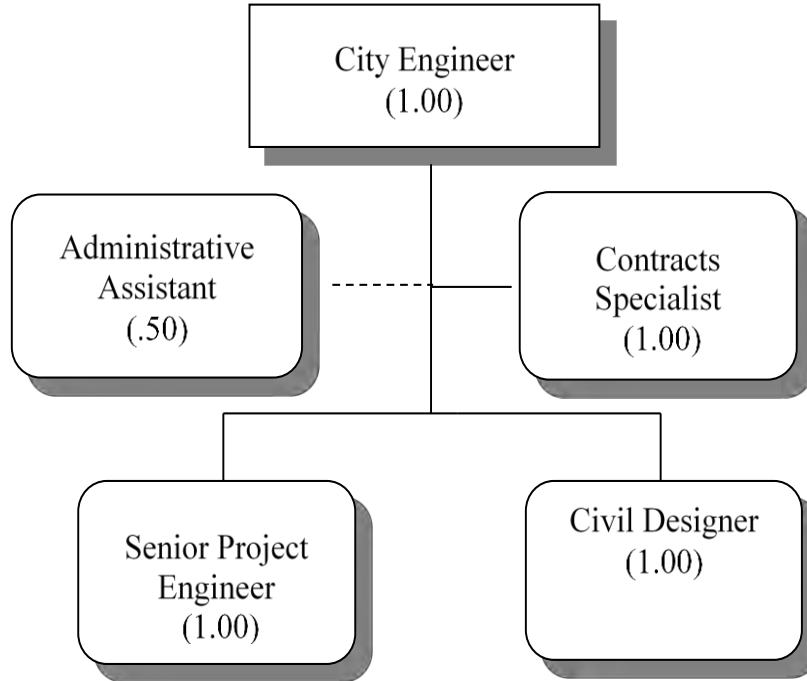 City Engineer
(1.00)
Administrative
Assistant
(.50)
Contracts
Specialist
(1.00)
Senior Project
Engineer
(1.00)
Civil Designer
(1.00)